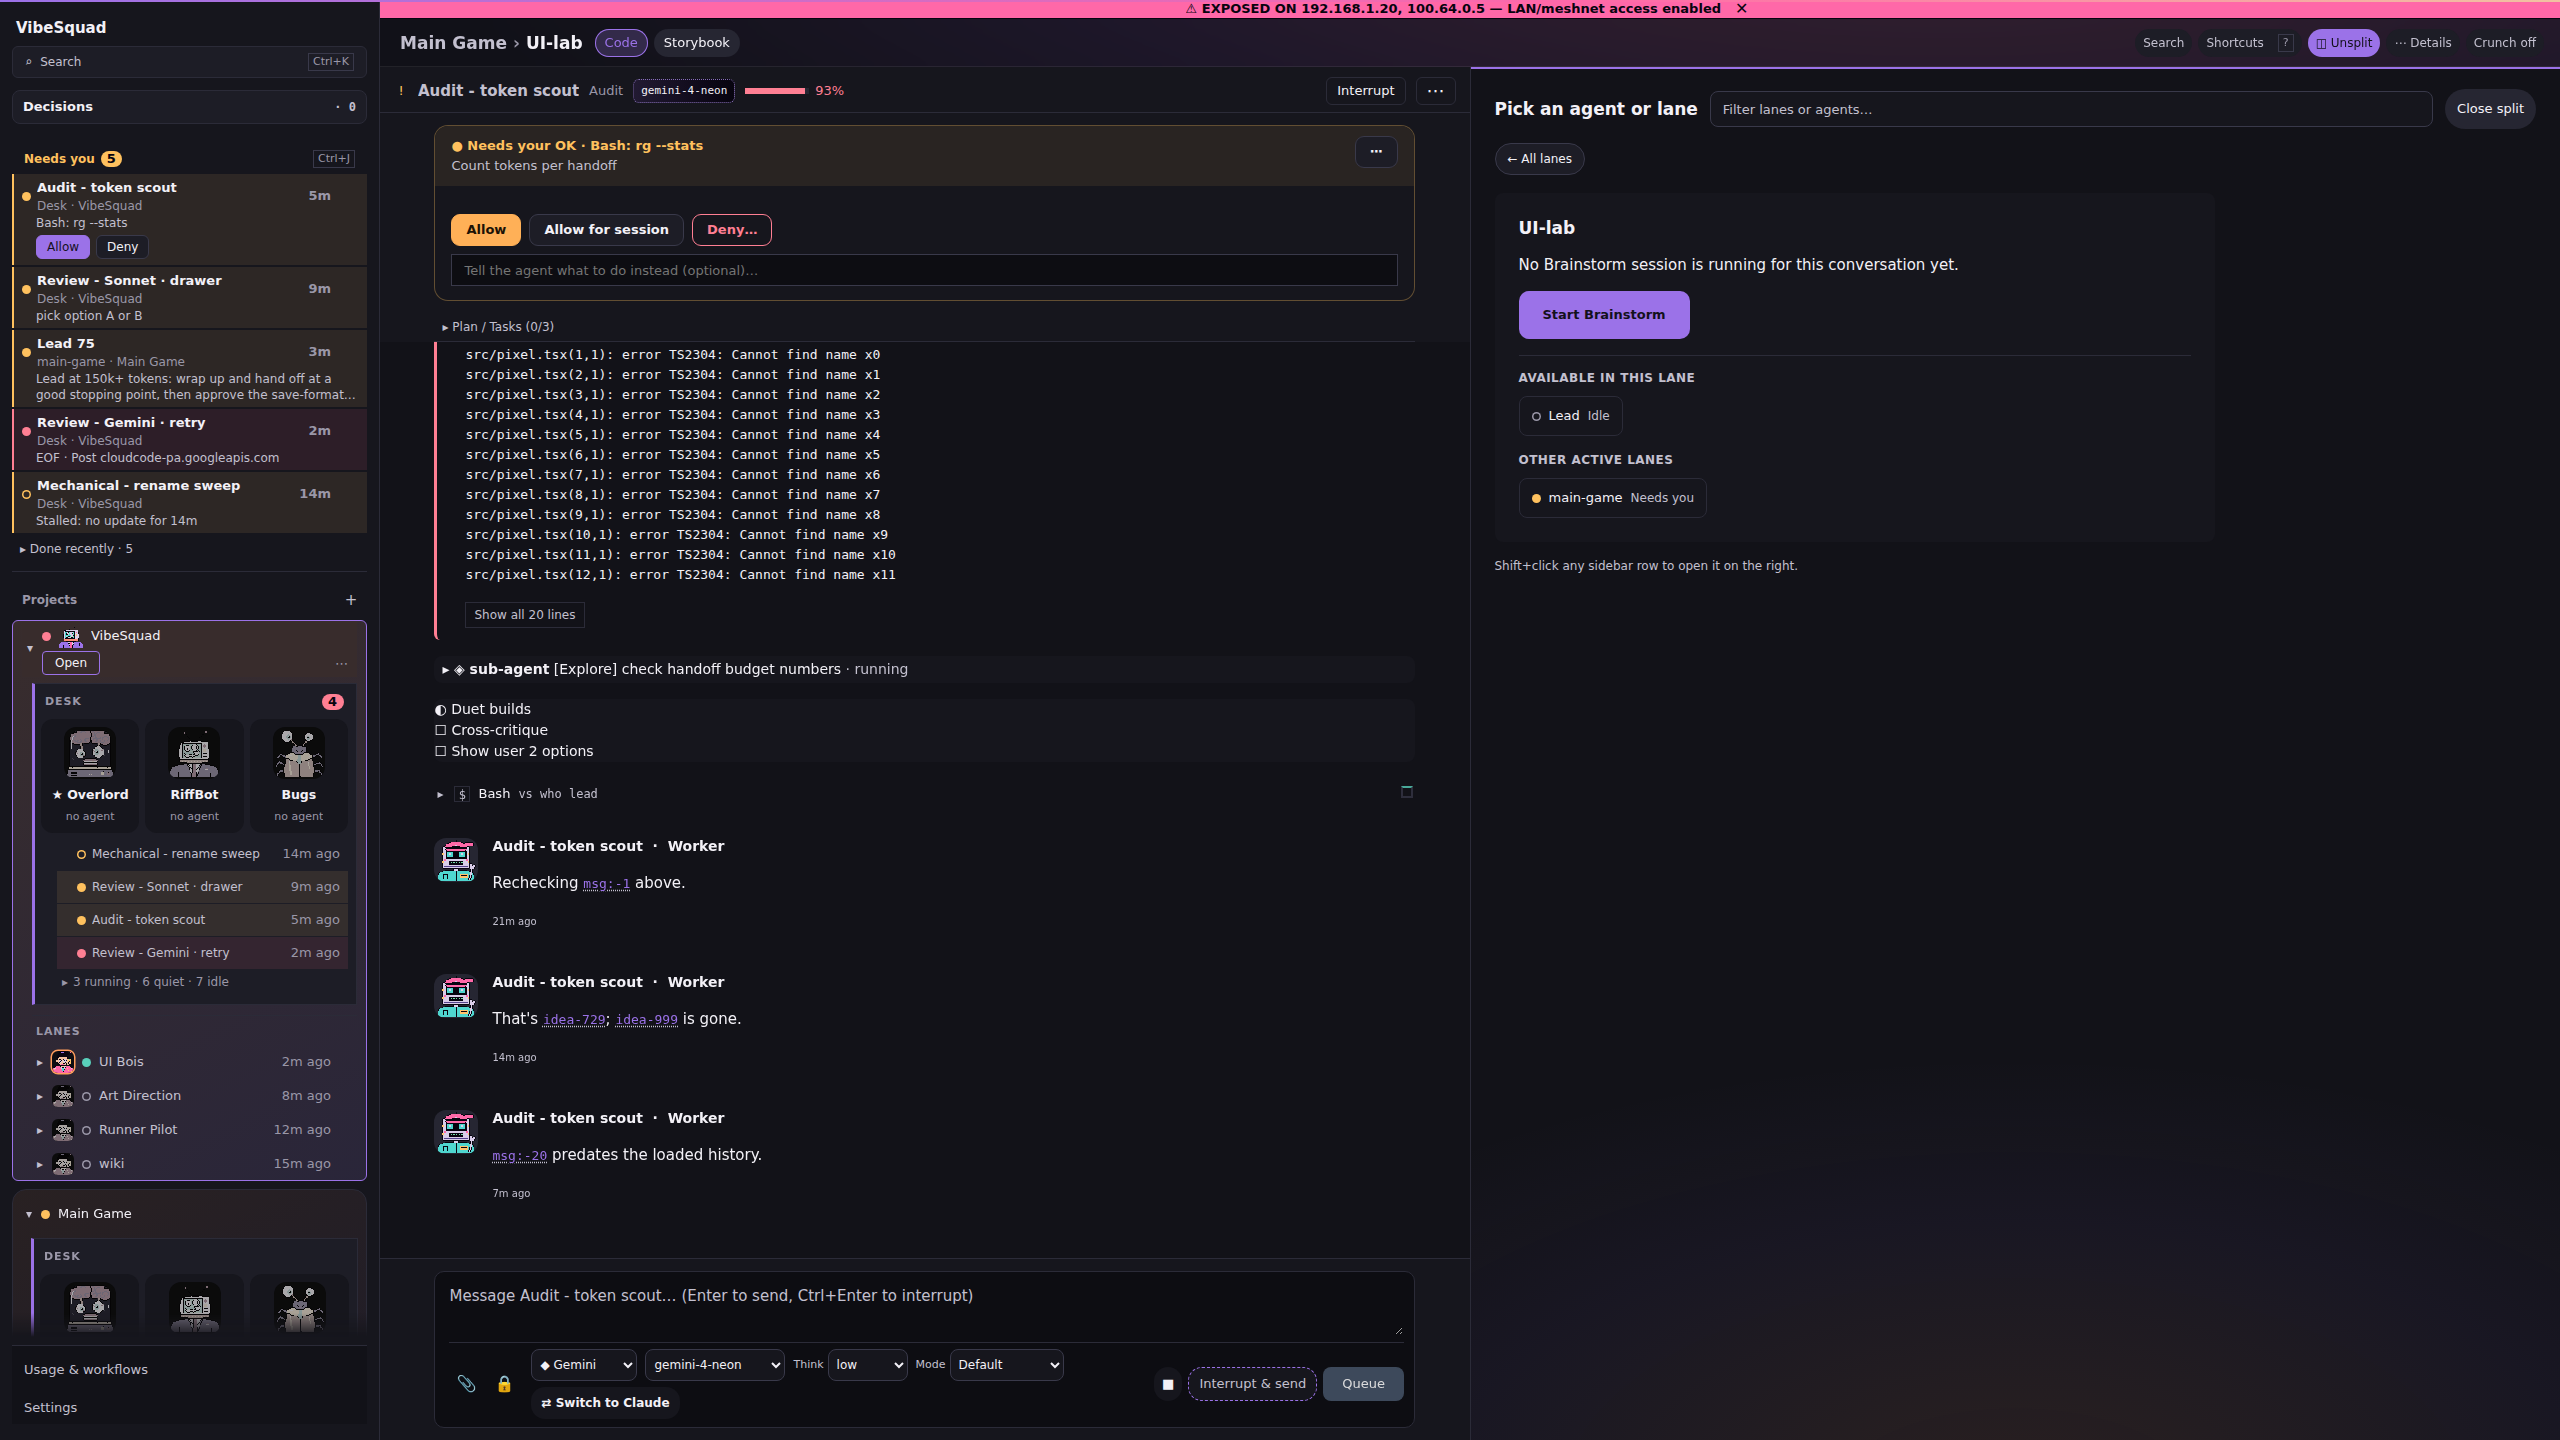 ⚠ EXPOSED ON 192.168.1.20, 100.64.0.5 — LAN/meshnet access enabled ✕
VibeSquad
Search Ctrl+K
Decisions · 0
Needs you 5 Ctrl+J
Audit - token scout 5m
Desk · VibeSquad
Bash: rg --stats
Allow Deny
Review - Sonnet · drawer 9m
Desk · VibeSquad
pick option A or B
Lead 75 3m
main-game · Main Game
Lead at 150k+ tokens: wrap up and hand off at a
good stopping point, then approve the save-format…
Review - Gemini · retry 2m
Desk · VibeSquad
EOF · Post cloudcode-pa.googleapis.com
Mechanical - rename sweep 14m
Desk · VibeSquad
Stalled: no update for 14m
▸ Done recently · 5
Projects +
▾ VibeSquad
Open ···
DESK 4
★ Overlord RiffBot Bugs
no agent no agent no agent
Mechanical - rename sweep 14m ago
Review - Sonnet · drawer 9m ago
Audit - token scout 5m ago
Review - Gemini · retry 2m ago
▸ 3 running · 6 quiet · 7 idle
LANES
▸ UI Bois 2m ago
▸ Art Direction 8m ago
▸ Runner Pilot 12m ago
▸ wiki 15m ago
▾ Main Game
DESK
Usage & workflows
Settings
Main Game › UI-lab Code Storybook
Search Shortcuts ? ◫ Unsplit ··· Details Crunch off
! Audit - token scout Audit gemini-4-neon 93% Interrupt ···
● Needs your OK · Bash: rg --stats ···
Count tokens per handoff
Allow Allow for session Deny…
Tell the agent what to do instead (optional)…
▸ Plan / Tasks (0/3)
src/pixel.tsx(1,1): error TS2304: Cannot find name x0
src/pixel.tsx(2,1): error TS2304: Cannot find name x1
src/pixel.tsx(3,1): error TS2304: Cannot find name x2
src/pixel.tsx(4,1): error TS2304: Cannot find name x3
src/pixel.tsx(5,1): error TS2304: Cannot find name x4
src/pixel.tsx(6,1): error TS2304: Cannot find name x5
src/pixel.tsx(7,1): error TS2304: Cannot find name x6
src/pixel.tsx(8,1): error TS2304: Cannot find name x7
src/pixel.tsx(9,1): error TS2304: Cannot find name x8
src/pixel.tsx(10,1): error TS2304: Cannot find name x9
src/pixel.tsx(11,1): error TS2304: Cannot find name x10
src/pixel.tsx(12,1): error TS2304: Cannot find name x11
Show all 20 lines
▸ ◈ sub-agent [Explore] check handoff budget numbers · running
◐ Duet builds
☐ Cross-critique
☐ Show user 2 options
▸ $ Bash vs who lead
Audit - token scout · Worker
Rechecking msg:-1 above.
21m ago
Audit - token scout · Worker
That's idea-729; idea-999 is gone.
14m ago
Audit - token scout · Worker
msg:-20 predates the loaded history.
7m ago
Message Audit - token scout… (Enter to send, Ctrl+Enter to interrupt)
◆ Gemini gemini-4-neon Think low Mode Default
⇄ Switch to Claude
■ Interrupt & send Queue
Pick an agent or lane Filter lanes or agents… Close split
← All lanes
UI-lab
No Brainstorm session is running for this conversation yet.
Start Brainstorm
AVAILABLE IN THIS LANE
Lead Idle
OTHER ACTIVE LANES
main-game Needs you
Shift+click any sidebar row to open it on the right.